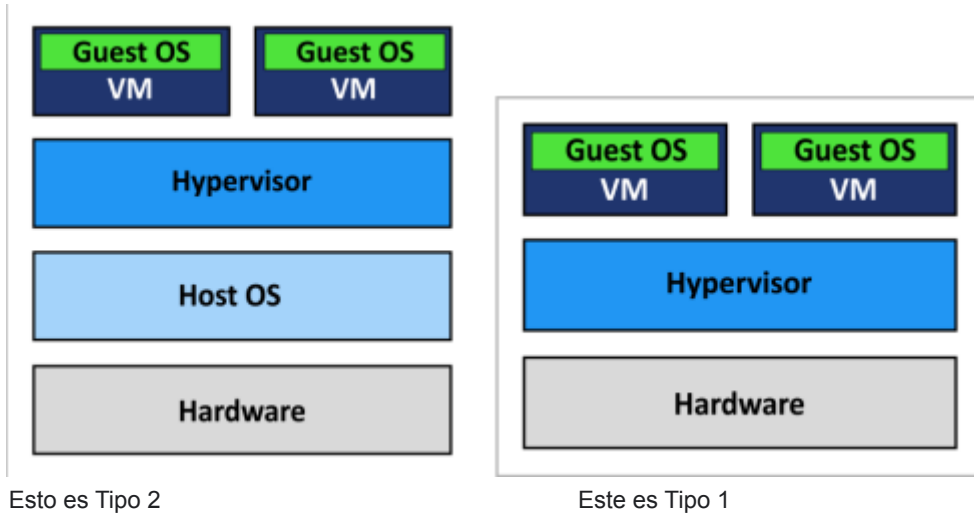 Guest OS
VM
Guest OS
VM
Hypervisor
Host OS
Hardware
Guest OS
VM
Guest OS
VM
Hypervisor
Hardware
Esto es Tipo 2
Este es Tipo 1